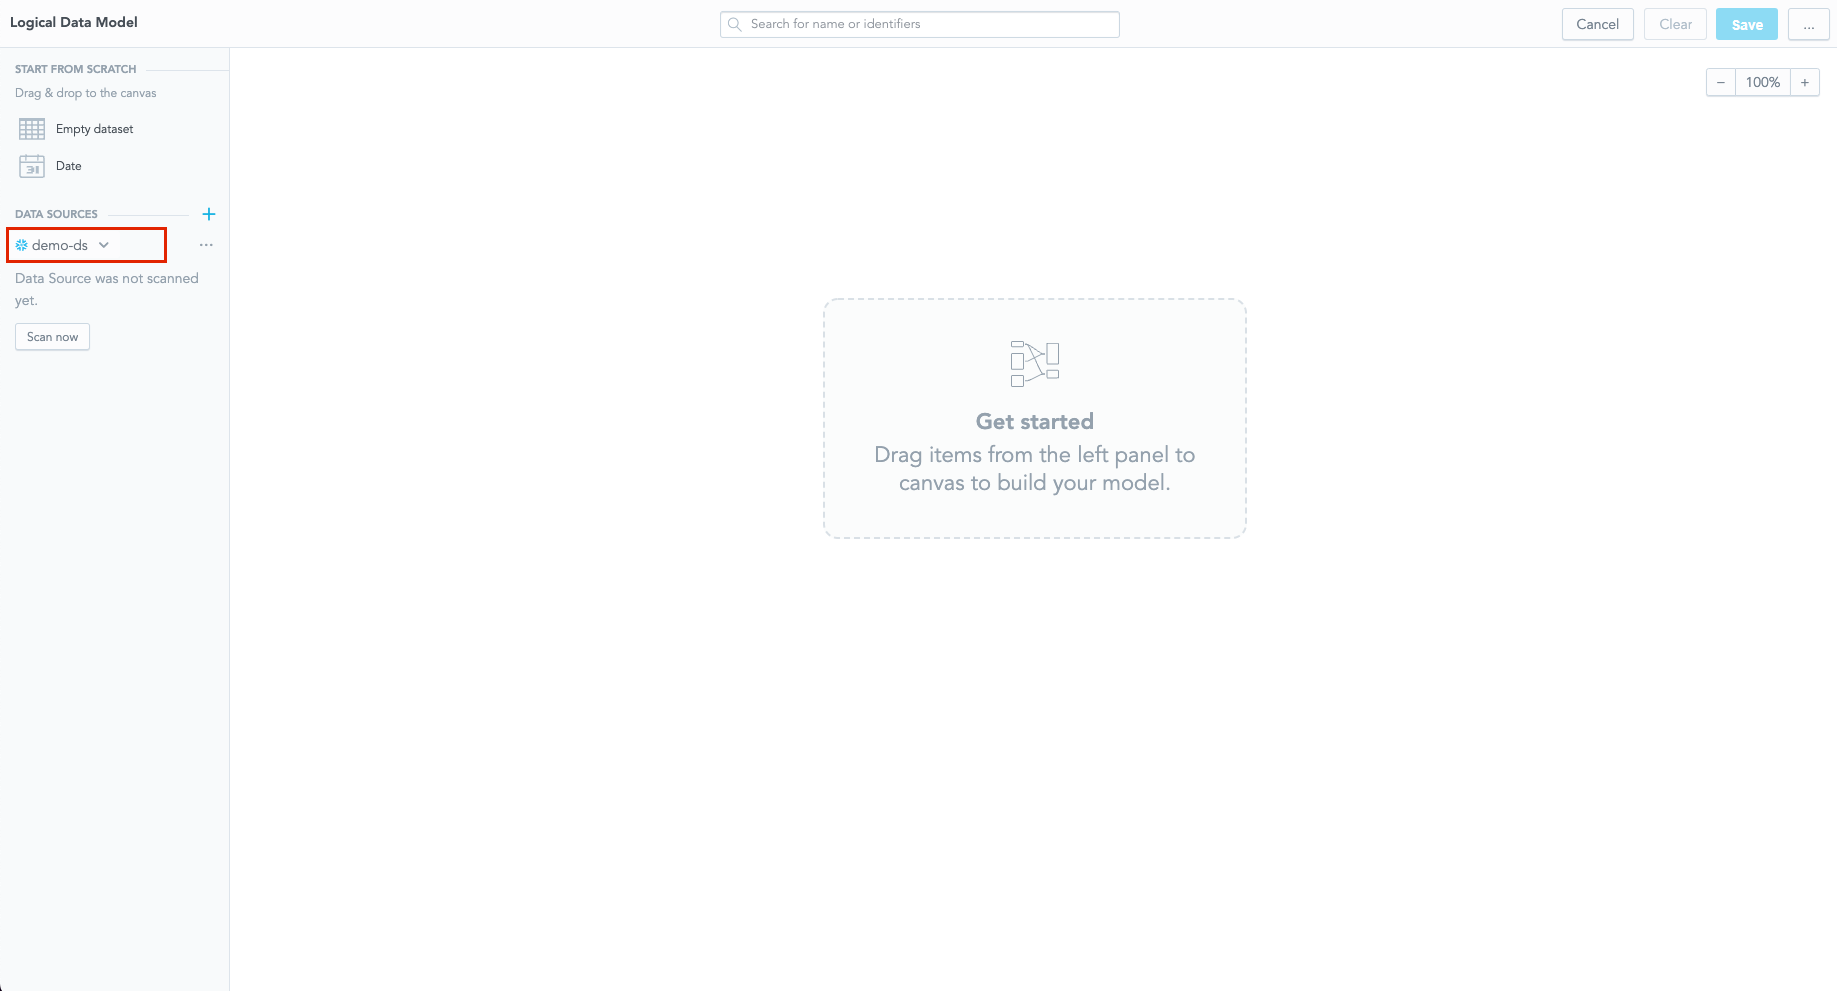 Logical Data Model
Search for name or identifiers
Cancel
Clear
Save
...
START FROM SCRATCH
Drag & drop to the canvas
Empty dataset
31
Date
DATA SOURCES
+
demo-ds
...
Data Source was not scanned
yet.
Scan now
− 100% +
Get started
Drag items from the left panel to
canvas to build your model.